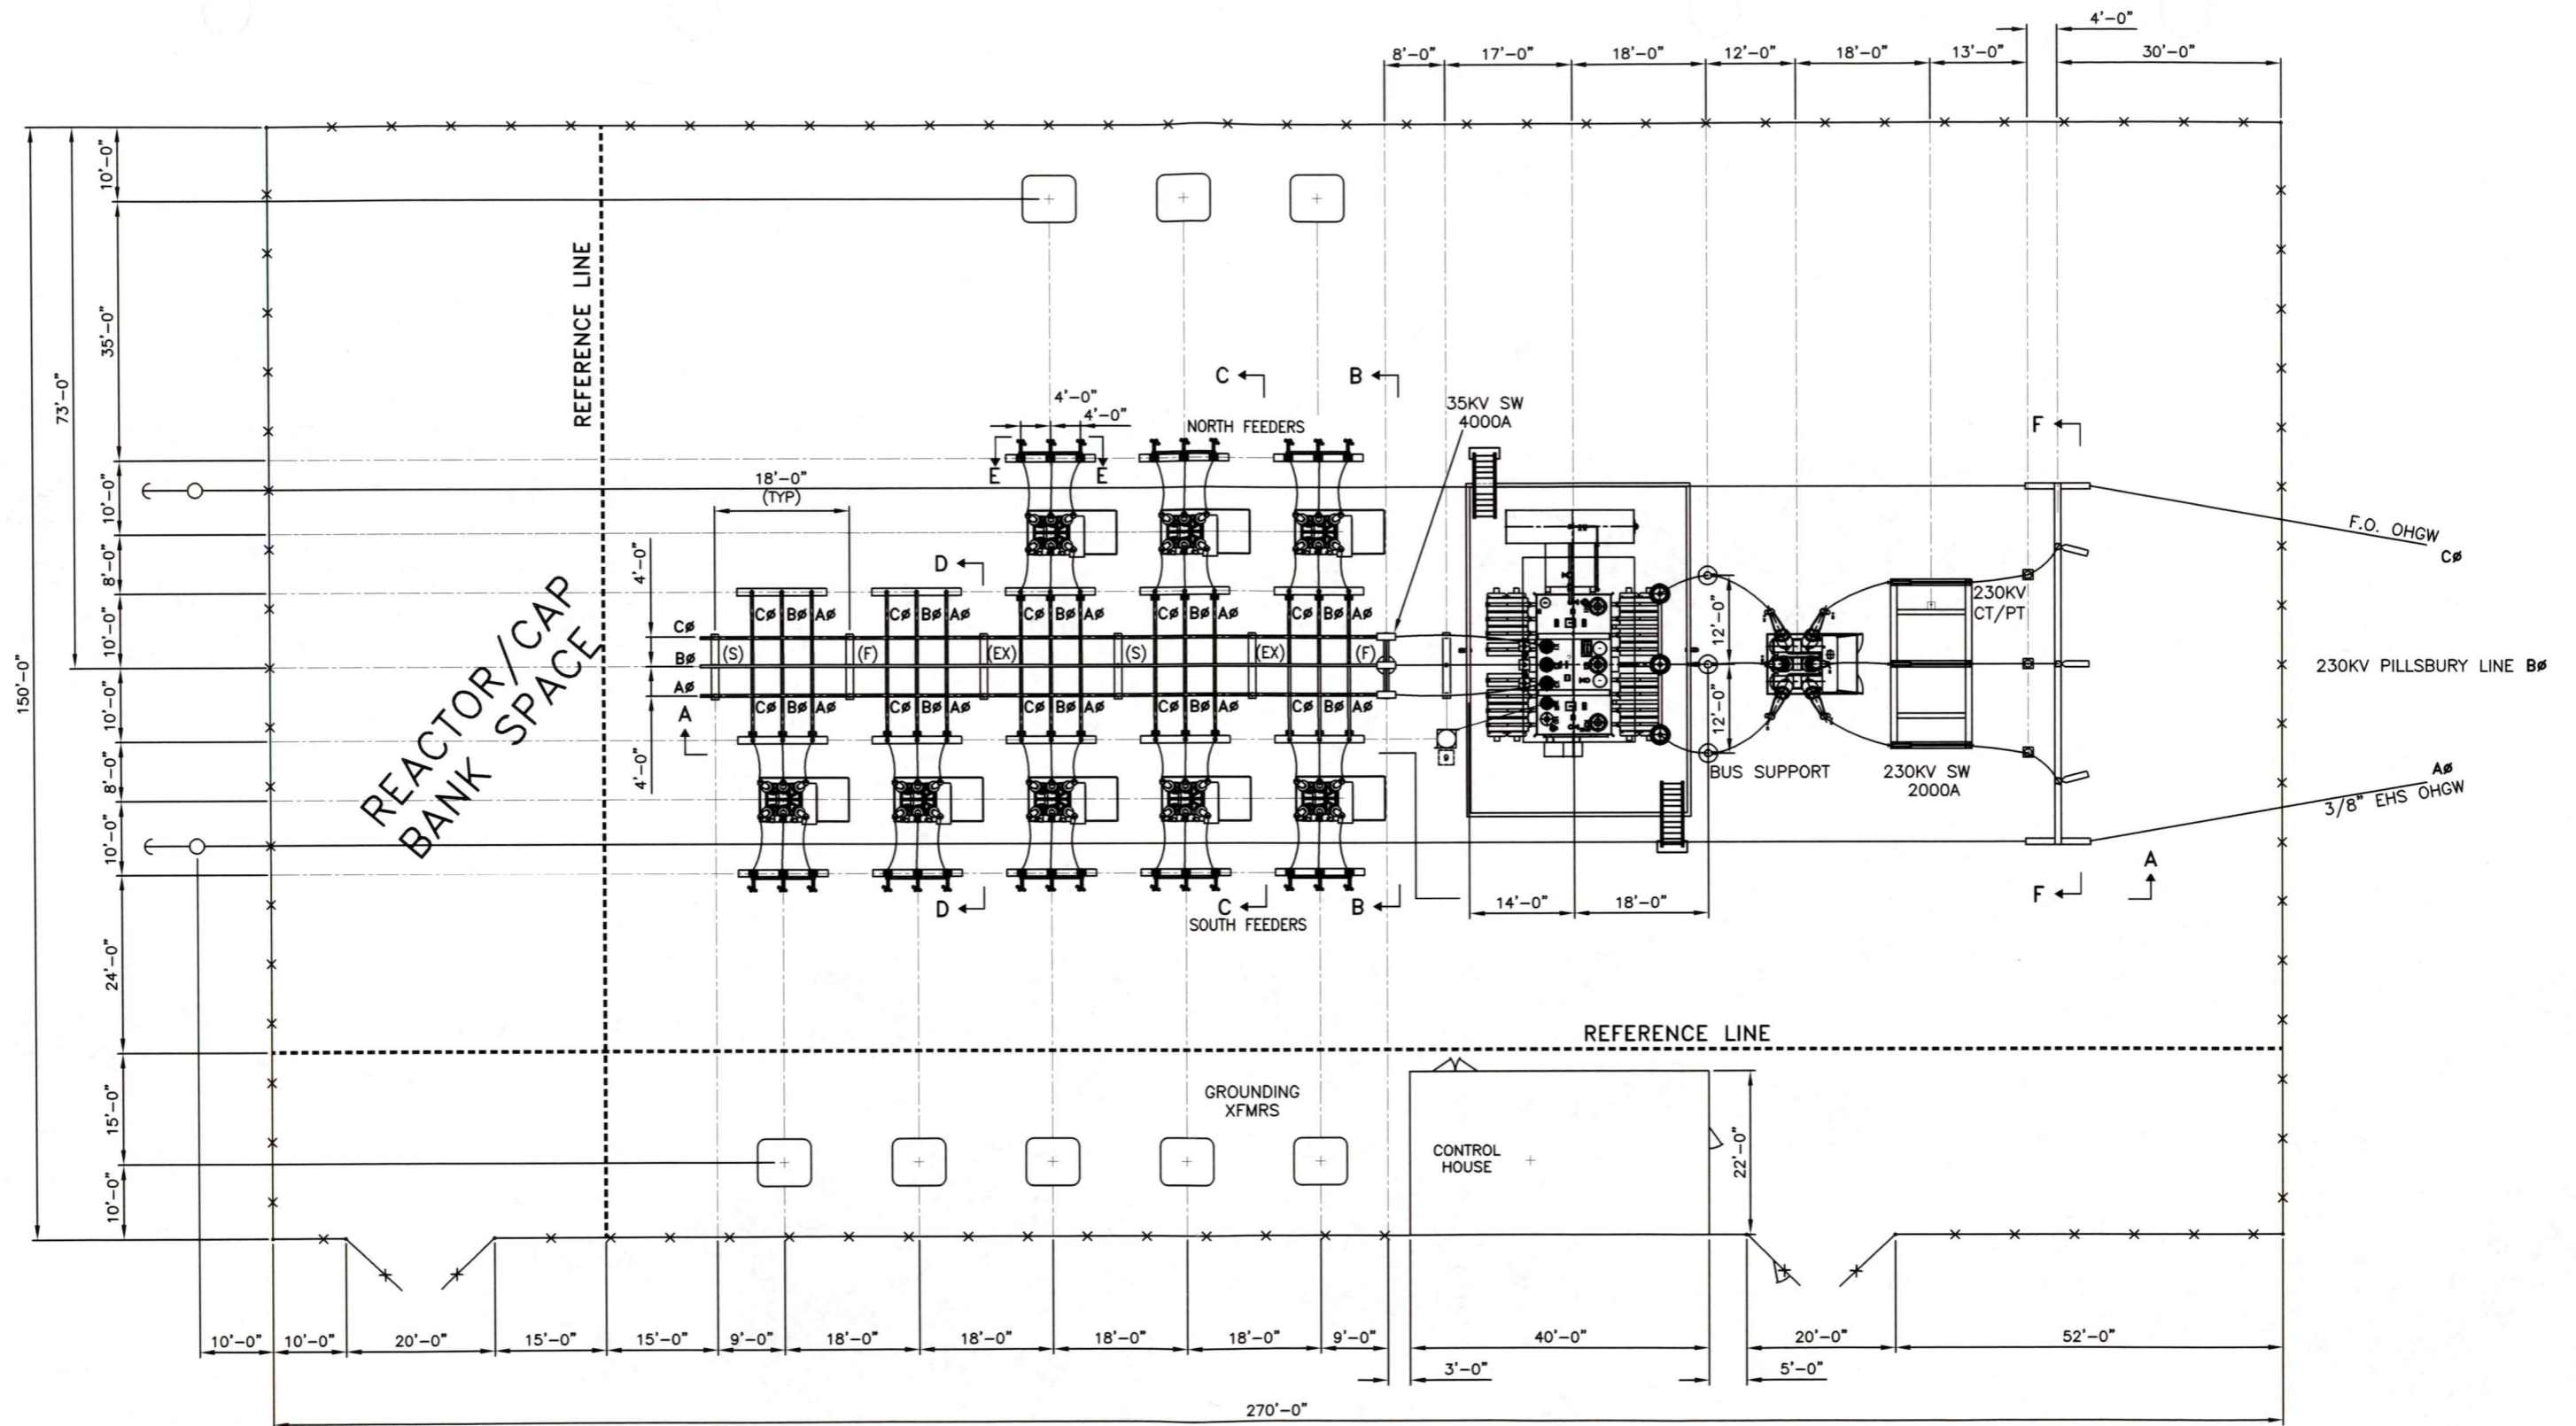 4'-0"
8'-0" 17'-0" 18'-0" 12'-0" 18'-0" 13'-0" 30'-0"
150'-0"
73'-0"
10'-0"
35'-0"
10'-0"
8'-0"
10'-0"
10'-0"
8'-0"
10'-0"
24'-0"
15'-0"
10'-0"
REFERENCE LINE
REACTOR/CAP
BANK SPACE
C B
4'-0"
4'-0"
NORTH FEEDERS
E E
35KV SW
4000A
F
18'-0"
(TYP)
F.O. OHGW
CØ
D
4'-0"
CØ BØ AØ CØ BØ AØ CØ BØ AØ CØ BØ AØ CØ BØ AØ
CØ
BØ
AØ
(S) (F) (EX) (S) (EX) (F)
CØ BØ AØ CØ BØ AØ CØ BØ AØ CØ BØ AØ CØ BØ AØ
A
4'-0"
9
12'-0"
12'-0"
230KV
CT/PT
BUS SUPPORT
230KV SW
2000A
230KV PILLSBURY LINE BØ
AØ
3/8" EHS OHGW
A
F
D C B
SOUTH FEEDERS
14'-0" 18'-0"
REFERENCE LINE
GROUNDING
XFMRS
CONTROL
HOUSE
22'-0"
10'-0" 10'-0" 20'-0" 15'-0" 15'-0" 9'-0" 18'-0" 18'-0" 18'-0" 18'-0" 9'-0" 40'-0" 20'-0" 52'-0"
3'-0" 5'-0"
270'-0"